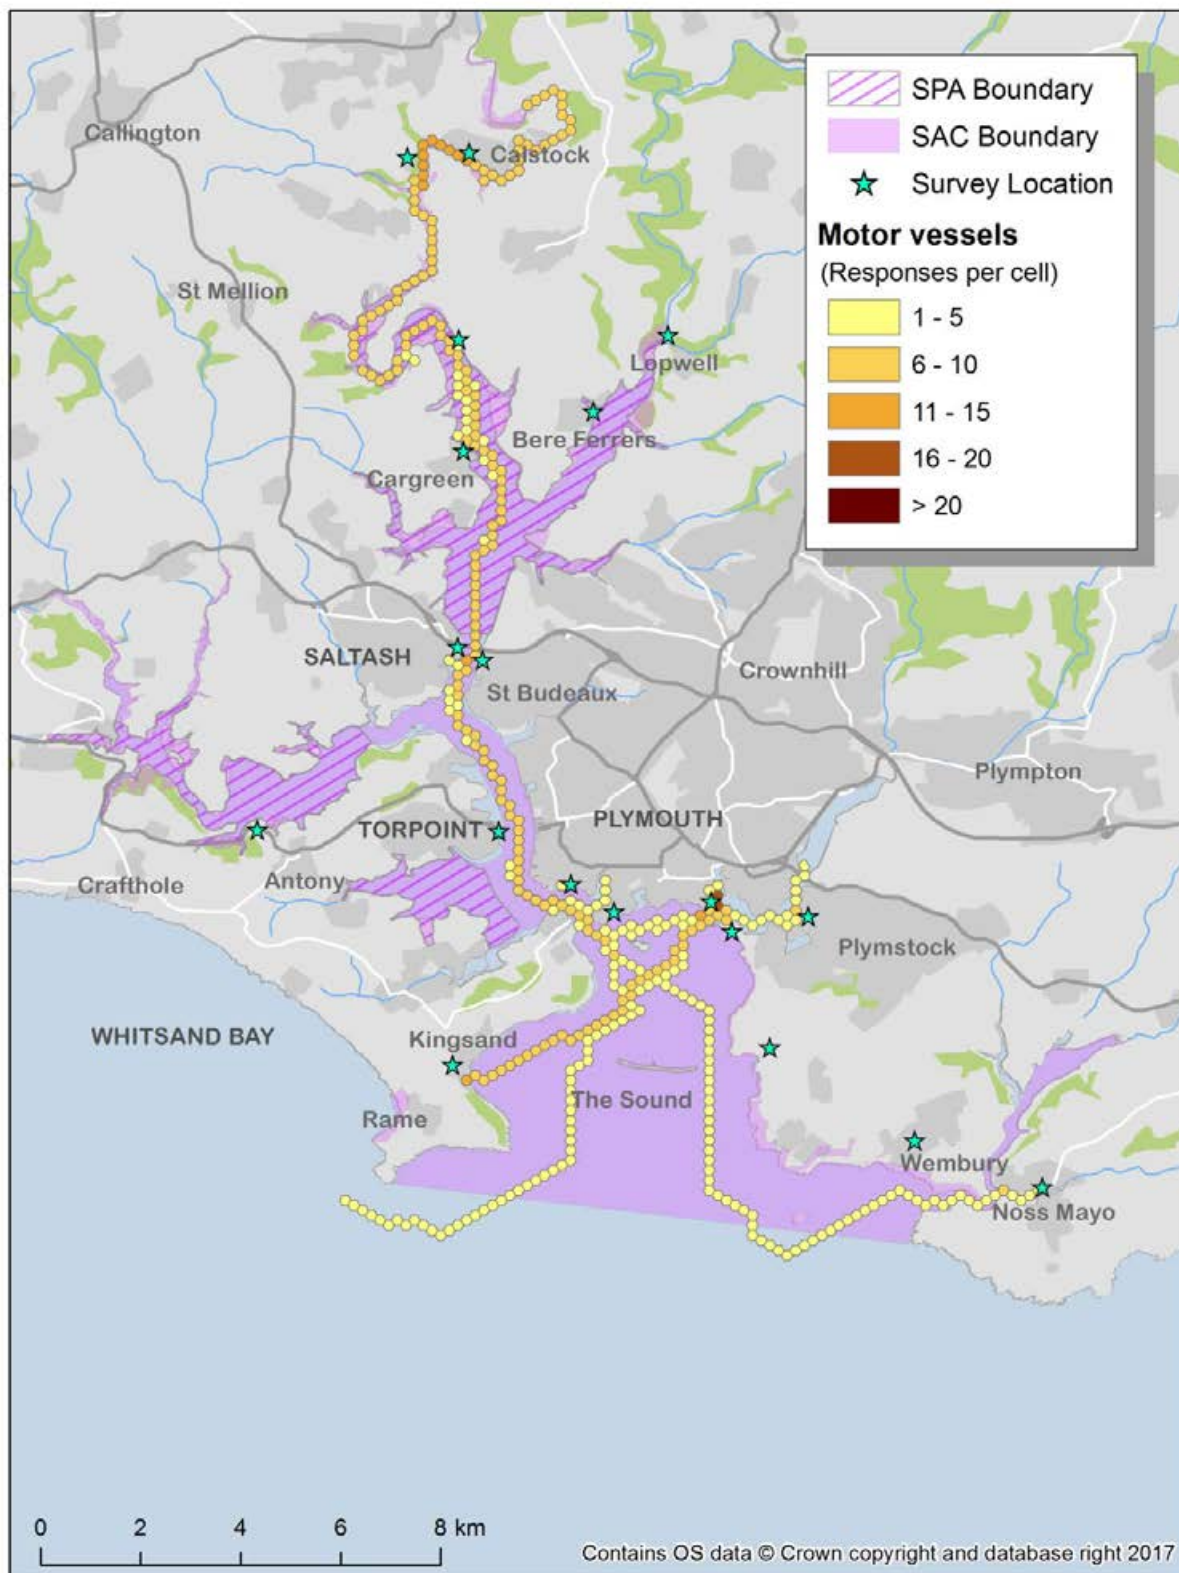 SPA Boundary
SAC Boundary
Survey Location
Motor vessels
(Responses per cell)
1 - 5
6 - 10
11 - 15
16 - 20
> 20
Callington
Calstock
St Mellion
Lopwell
Bere Ferrers
Cargreen
SALTASH
Crownhill
St Budeaux
Plympton
TORPOINT
PLYMOUTH
Crafthole
Antony
Plymstock
WHITSAND BAY
Kingsand
The Sound
Rame
Wembury
Noss Mayo
0 2 4 6 8 km
Contains OS data © Crown copyright and database right 2017